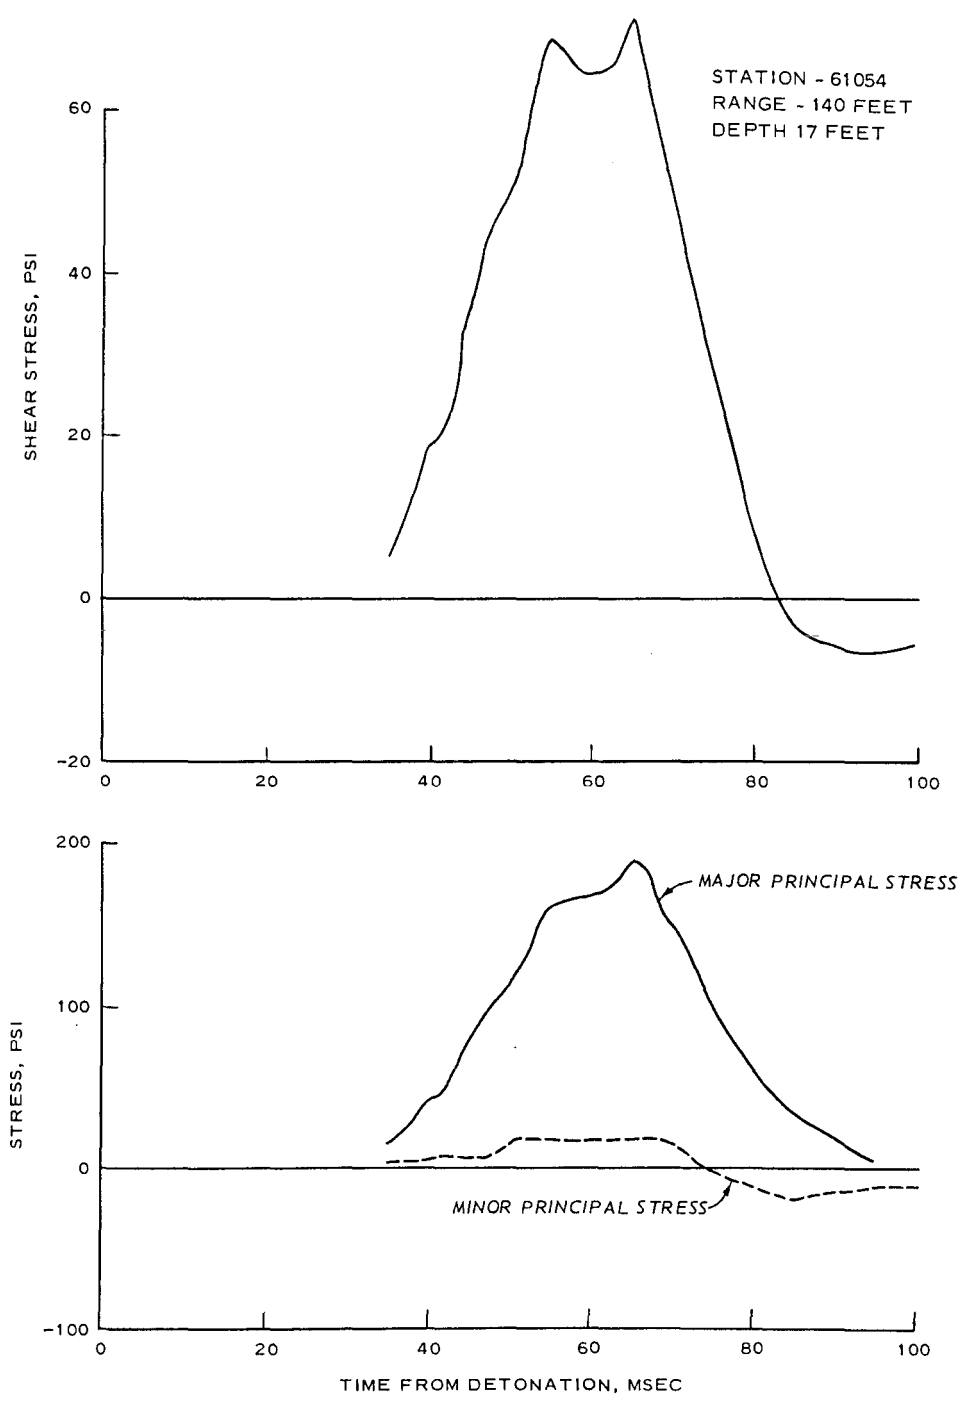 STATION - 61054
RANGE - 140 FEET
DEPTH 17 FEET
SHEAR STRESS, PSI
60
40
20
0
-20
0 20 40 60 80 100
STRESS, PSI
200
100
0
-100
MAJOR PRINCIPAL STRESS
MINOR PRINCIPAL STRESS
0 20 40 60 80 100
TIME FROM DETONATION, MSEC